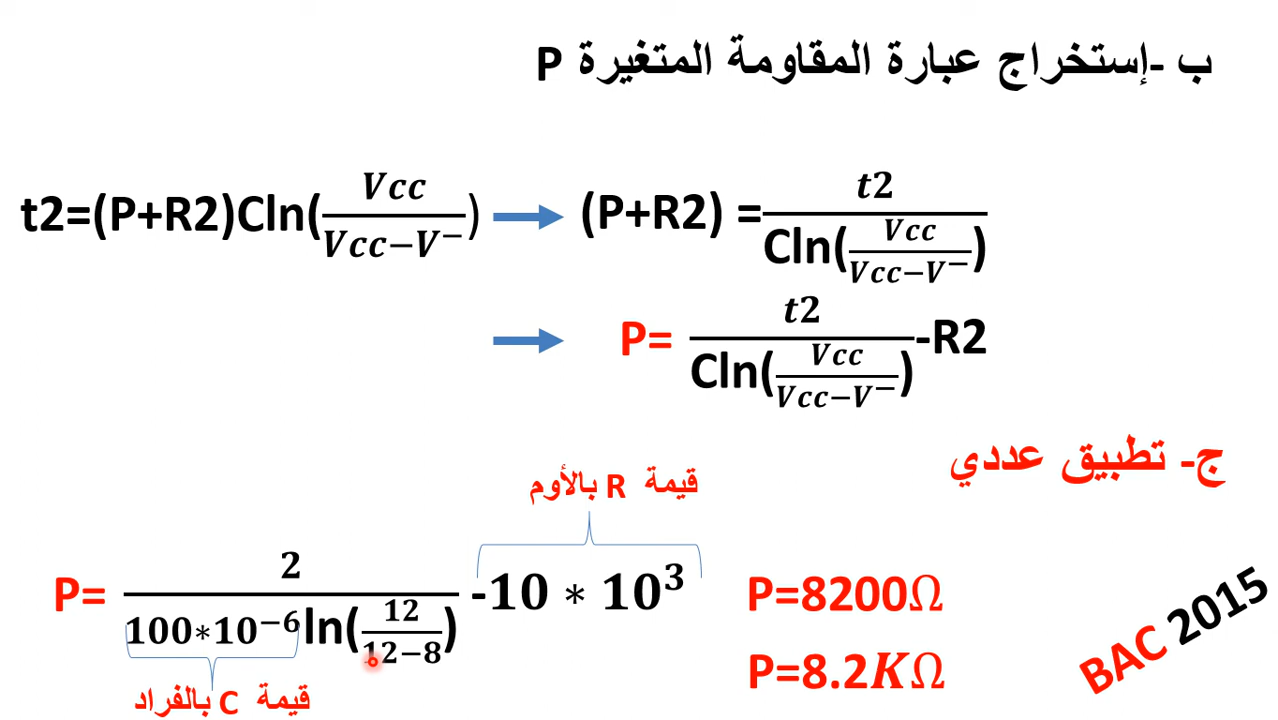 ب -إستخراج عبارة المقاومة المتغيرة P
t2=(P+R2)Cln(Vcc/(Vcc−V⁻)) → (P+R2) = t2/(Cln(Vcc/(Vcc−V⁻)))
→ P= t2/(Cln(Vcc/(Vcc−V⁻))) -R2
ج- تطبيق عددي
قيمة R بالأوم
P= 2/(100*10⁻⁶ ln(12/(12−8))) -10 * 10³
P=8200Ω
P=8.2KΩ
قيمة C بالفراد
BAC 2015